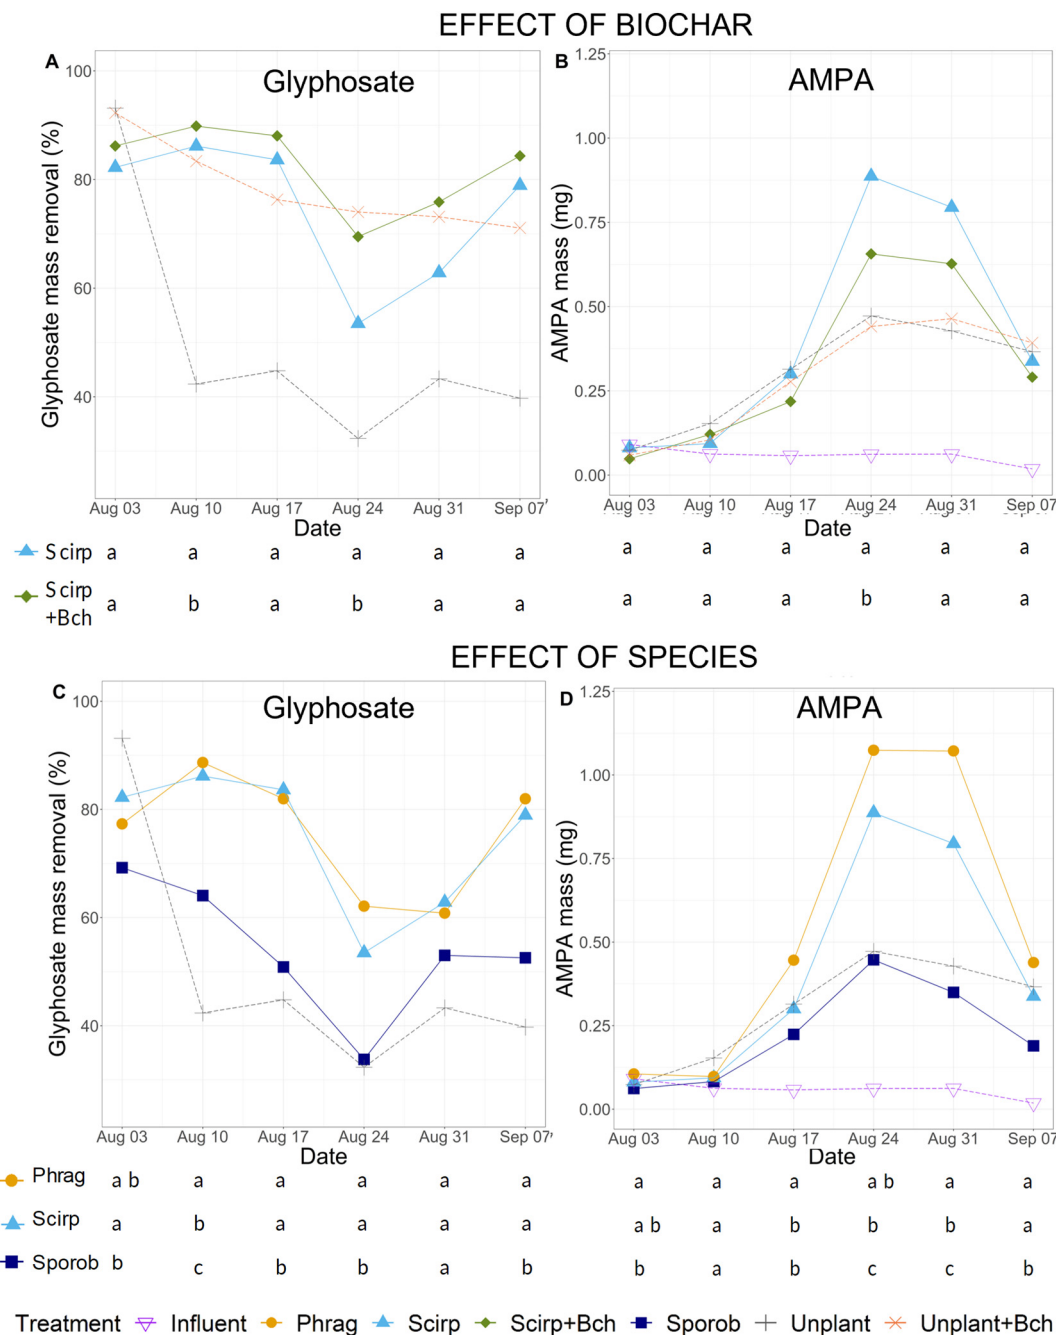 EFFECT OF BIOCHAR
A
Glyphosate
Glyphosate mass removal (%)
100
80
60
40
Aug 03 Aug 10 Aug 17 Aug 24 Aug 31 Sep 07
Date
B
AMPA
AMPA mass (mg)
1.25
1.00
0.75
0.50
0.25
0.00
Aug 03 Aug 10 Aug 17 Aug 24 Aug 31 Sep 07
Date
Scirp a a a a a a
a a a a a a
Scirp
+Bch a b a b a a
a a a b a a
EFFECT OF SPECIES
C
Glyphosate
Glyphosate mass removal (%)
100
80
60
40
Aug 03 Aug 10 Aug 17 Aug 24 Aug 31 Sep 07
Date
D
AMPA
AMPA mass (mg)
1.25
1.00
0.75
0.50
0.25
0.00
Aug 03 Aug 10 Aug 17 Aug 24 Aug 31 Sep 07
Date
Phrag a b a a a a a
a a a a b a a
Scirp a b a a a a
a b a b b b a
Sporob b c b b a b
b a b c c b
Treatment Influent Phrag Scirp Scirp+Bch Sporob Unplant Unplant+Bch